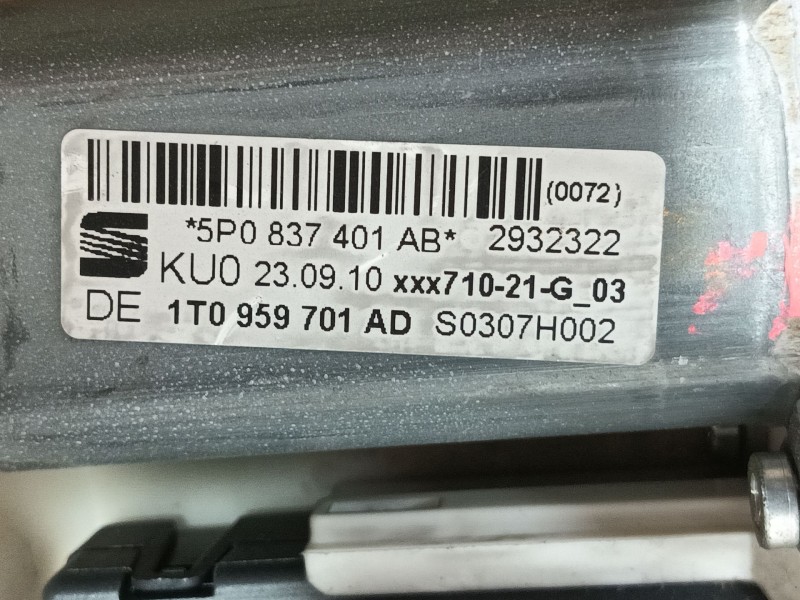 (0072)
*5P0 837 401 AB* 2932322
KU0 23.09.10 xxx710-21-G_03
DE 1T0 959 701 AD S0307H002